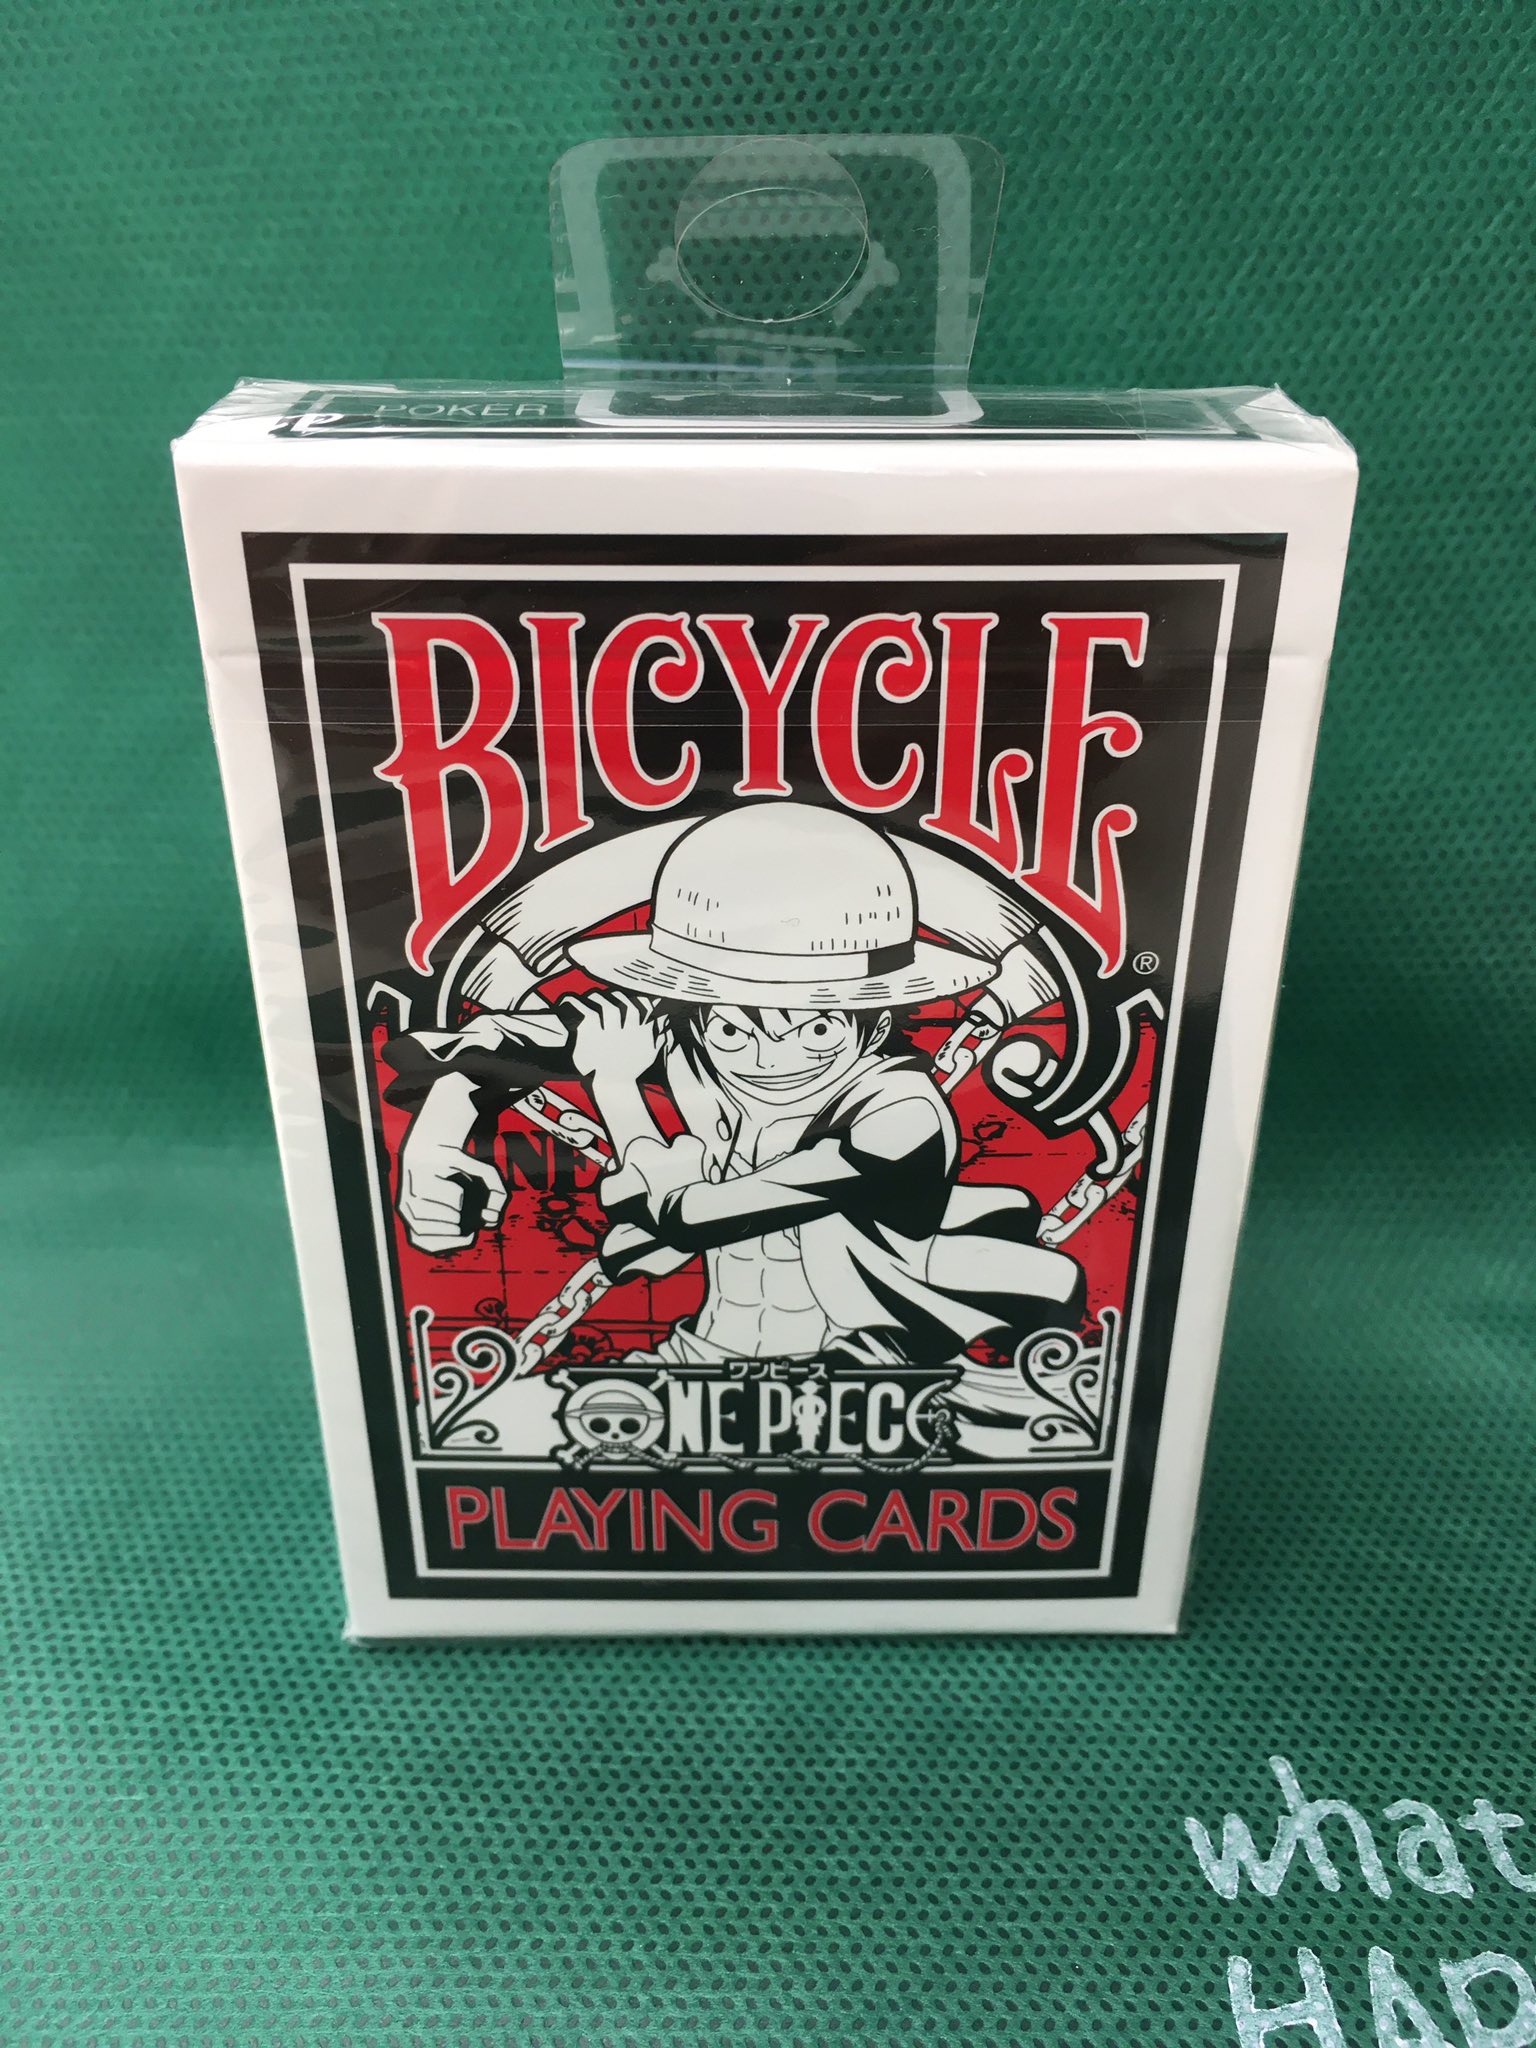 POKER
BICYCLE
®
ワンピース
ONE PIECE
PLAYING CARDS
what